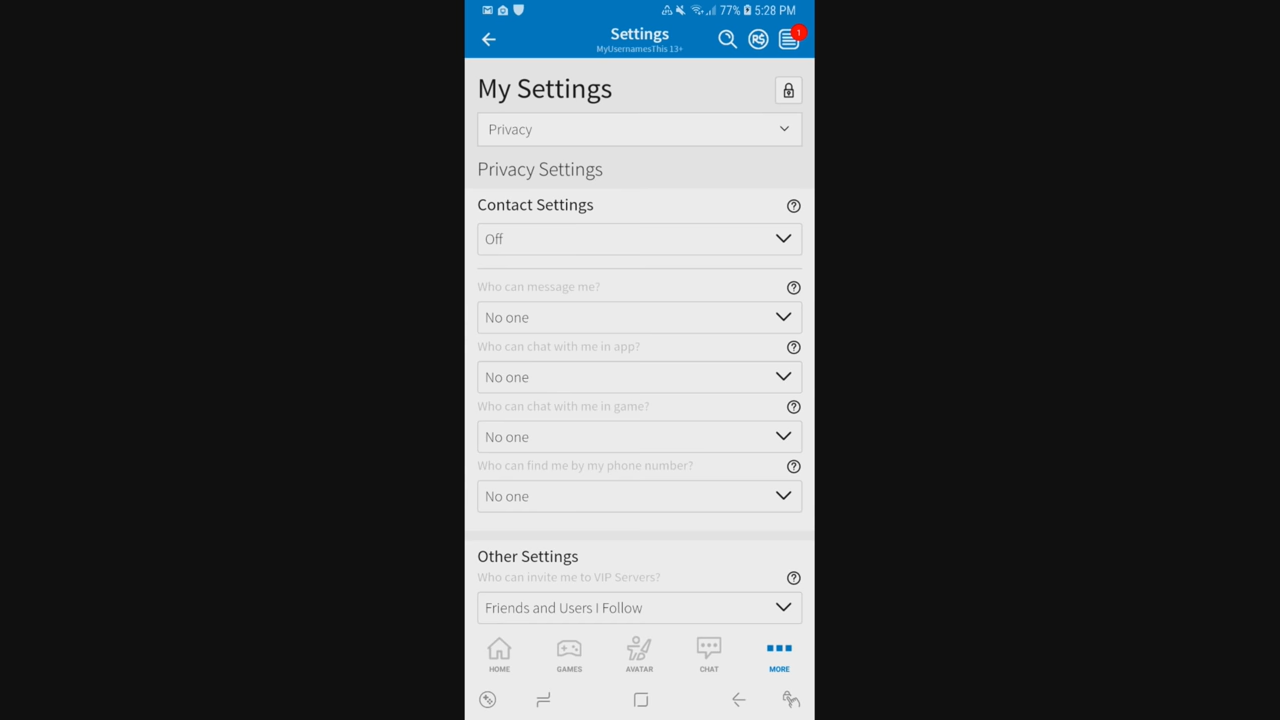 77% 5:28 PM
Settings
MyUsernamesThis 13+
R$
1
My Settings
Privacy
Privacy Settings
Contact Settings
Off
Who can message me?
No one
Who can chat with me in app?
No one
Who can chat with me in game?
No one
Who can find me by my phone number?
No one
Other Settings
Who can invite me to VIP Servers?
Friends and Users I Follow
HOME GAMES AVATAR CHAT MORE